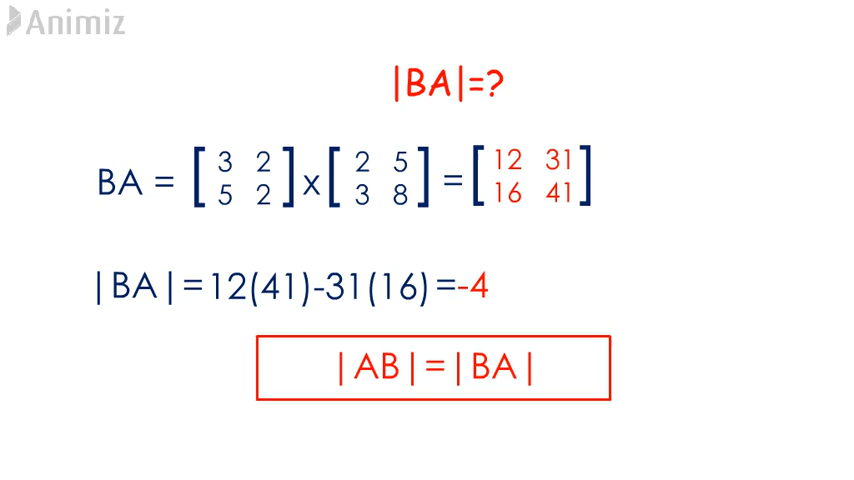 Animiz
|BA|=?
BA = [ 3 2 ] x [ 2 5 ] = [ 12 31 ]
[ 5 2 ] [ 3 8 ] [ 16 41 ]
|BA| = 12(41)-31(16) = -4
|AB| = |BA|